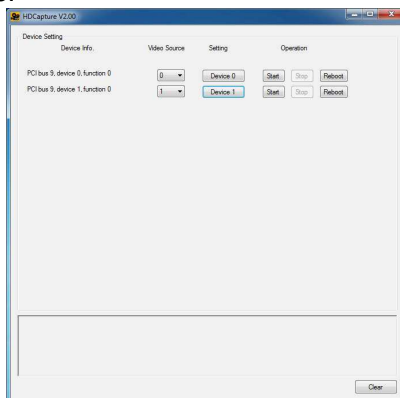 HDCapture V2.00
Device Setting
Device Info. Video Source Setting Operation
PCI bus 9, device 0, function 0 0 Device 0 Start Stop Reboot
PCI bus 9, device 1, function 0 1 Device 1 Start Stop Reboot
Clear